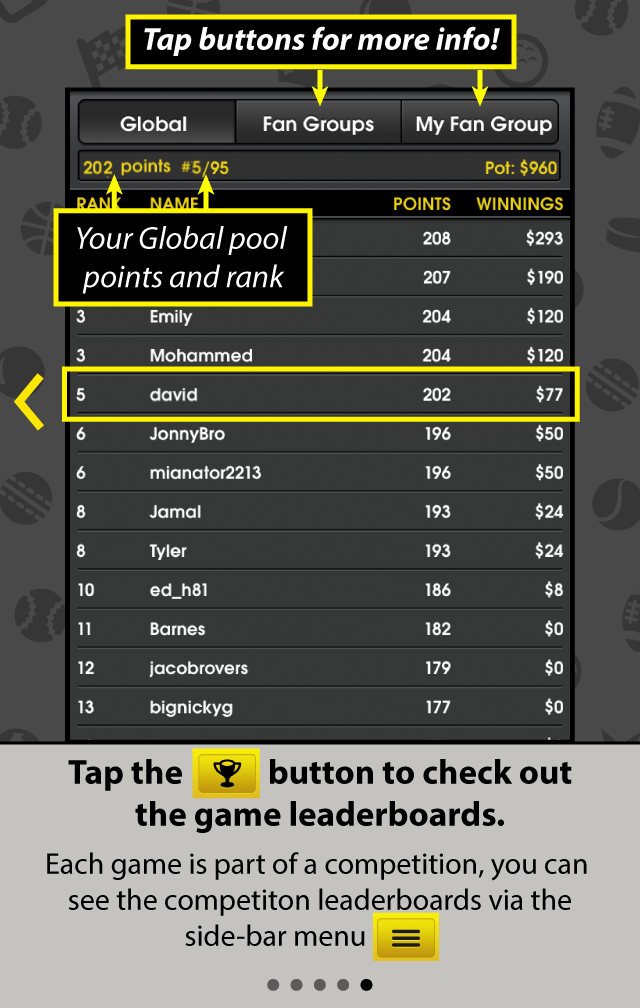 Tap buttons for more info!
Global Fan Groups My Fan Group
202 points #5/95 Pot: $960
RANK NAME POINTS WINNINGS
Your Global pool
points and rank
208 $293
207 $190
3 Emily 204 $120
3 Mohammed 204 $120
5 david 202 $77
6 JonnyBro 196 $50
6 mianator2213 196 $50
8 Jamal 193 $24
8 Tyler 193 $24
10 ed_h81 186 $8
11 Barnes 182 $0
12 jacobrovers 179 $0
13 bignickyg 177 $0
Tap the button to check out
the game leaderboards.
Each game is part of a competition, you can
see the competiton leaderboards via the
side-bar menu